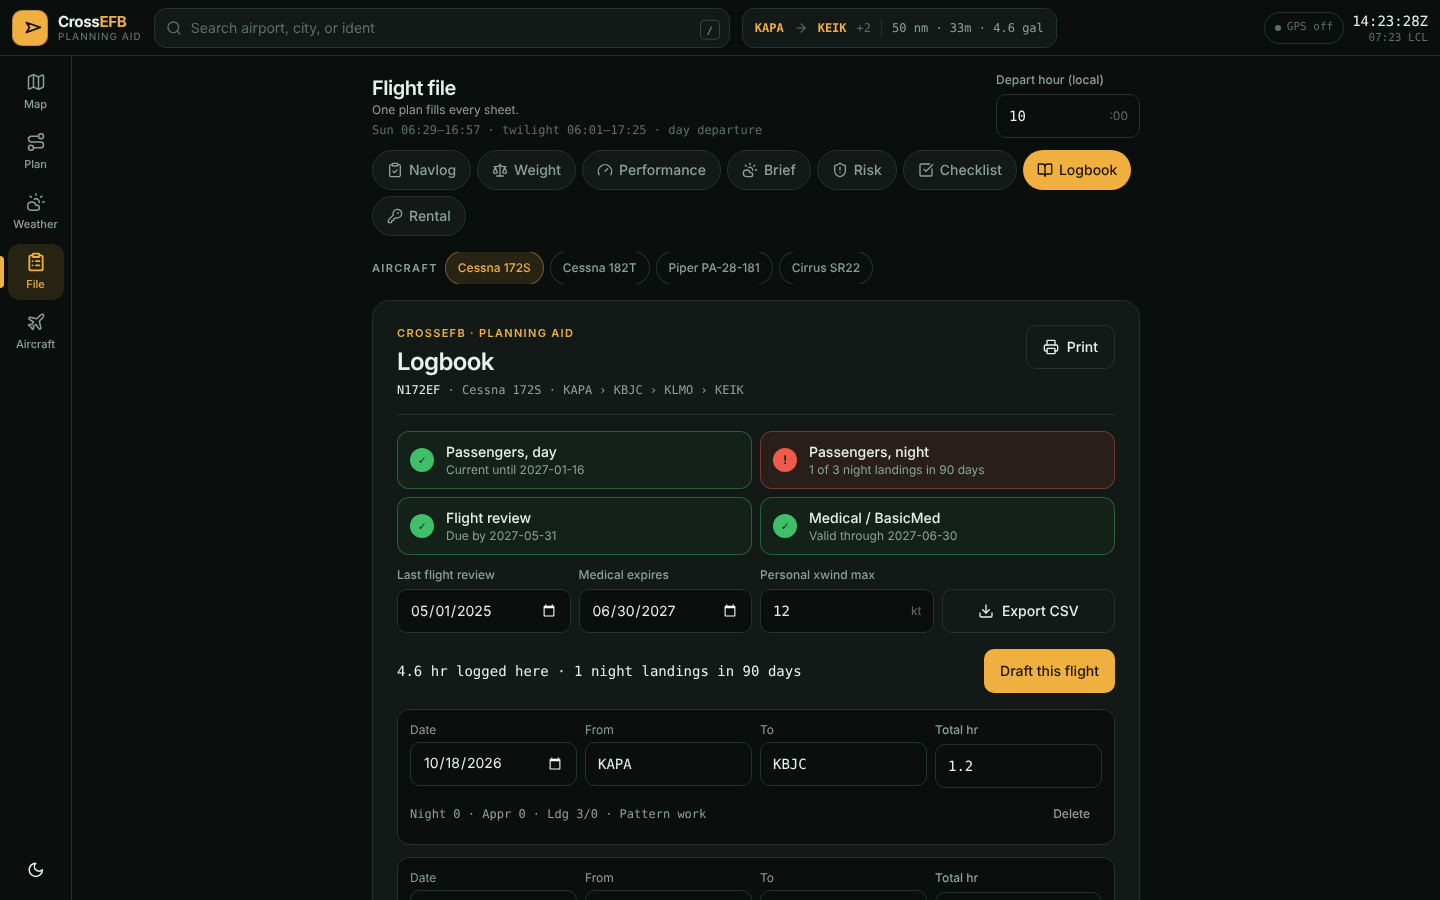 CrossEFB
PLANNING AID
Search airport, city, or ident
/
KAPA → KEIK +2 50 nm · 33m · 4.6 gal
GPS off
14:23:28Z
07:23 LCL
Map
Plan
Weather
File
Aircraft
Flight file
One plan fills every sheet.
Sun 06:29–16:57 · twilight 06:01–17:25 · day departure
Depart hour (local)
10 :00
Navlog Weight Performance Brief Risk Checklist Logbook
Rental
AIRCRAFT Cessna 172S Cessna 182T Piper PA-28-181 Cirrus SR22
CROSSEFB · PLANNING AID
Logbook
N172EF · Cessna 172S · KAPA › KBJC › KLMO › KEIK
Print
✓ Passengers, day
Current until 2027-01-16
! Passengers, night
1 of 3 night landings in 90 days
✓ Flight review
Due by 2027-05-31
✓ Medical / BasicMed
Valid through 2027-06-30
Last flight review Medical expires Personal xwind max
05/01/2025 06/30/2027 12 kt Export CSV
4.6 hr logged here · 1 night landings in 90 days
Draft this flight
Date From To Total hr
10/18/2026 KAPA KBJC 1.2
Night 0 · Appr 0 · Ldg 3/0 · Pattern work
Delete
Date From To Total hr